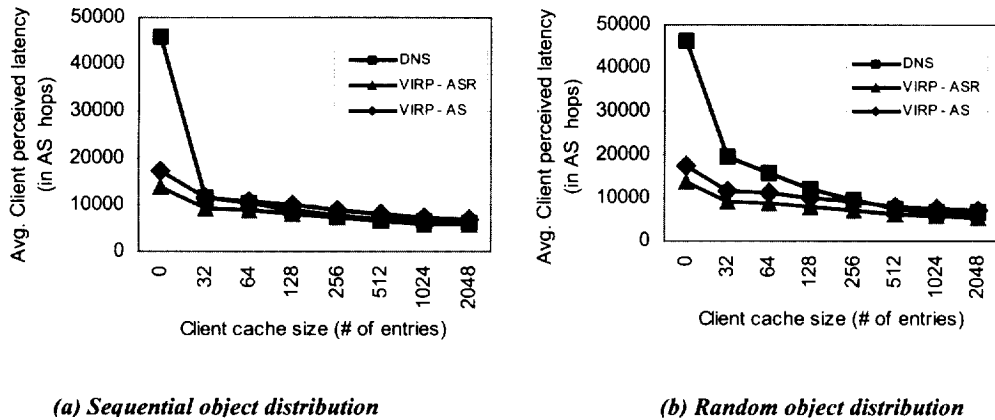 (a)
50000
40000
30000
20000
10000
0
Avg. Client perceived latency
(in AS hops)
DNS
VIRP - ASR
VIRP - AS
0 32 64 128 256 512 1024 2048
Client cache size (# of entries)
(a) Sequential object distribution
(b)
50000
40000
30000
20000
10000
0
Avg. Client perceived latency
(in AS hops)
DNS
VIRP - ASR
VIRP - AS
0 32 64 128 256 512 1024 2048
Client cache size (# of entries)
(b) Random object distribution